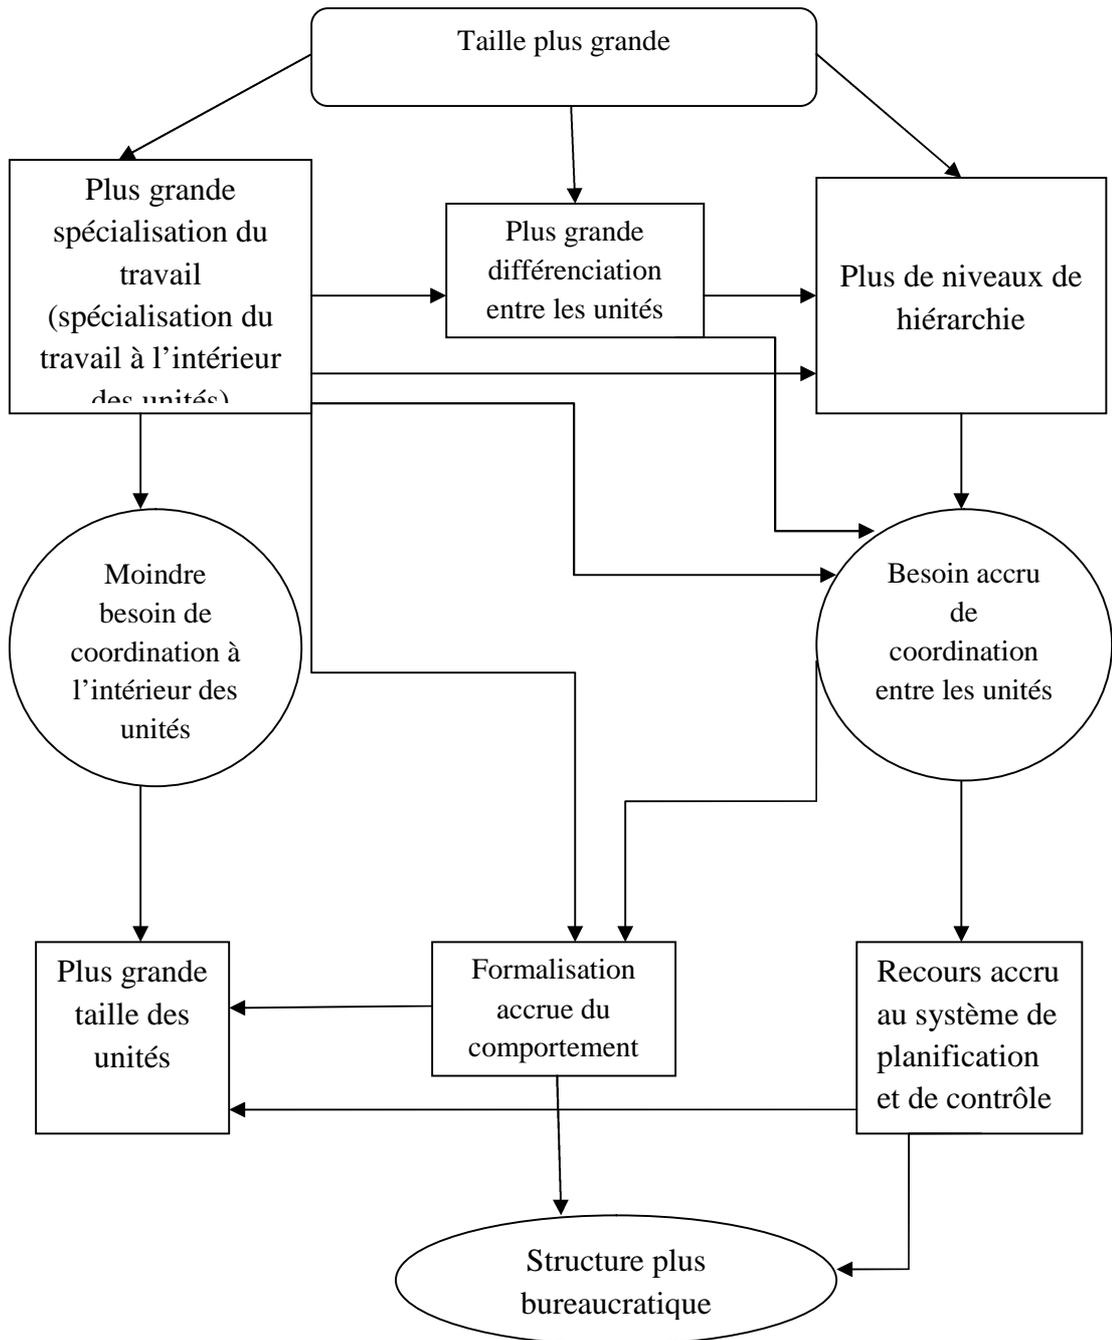 Taille plus grande
Plus grande
spécialisation du
travail
(spécialisation du
travail à l’intérieur
des unités)
Plus grande
différenciation
entre les unités
Plus de niveaux de
hiérarchie
Moindre
besoin de
coordination à
l’intérieur des
unités
Besoin accru
de
coordination
entre les unités
Plus grande
taille des
unités
Formalisation
accrue du
comportement
Recours accru
au système de
planification
et de contrôle
Structure plus
bureaucratique